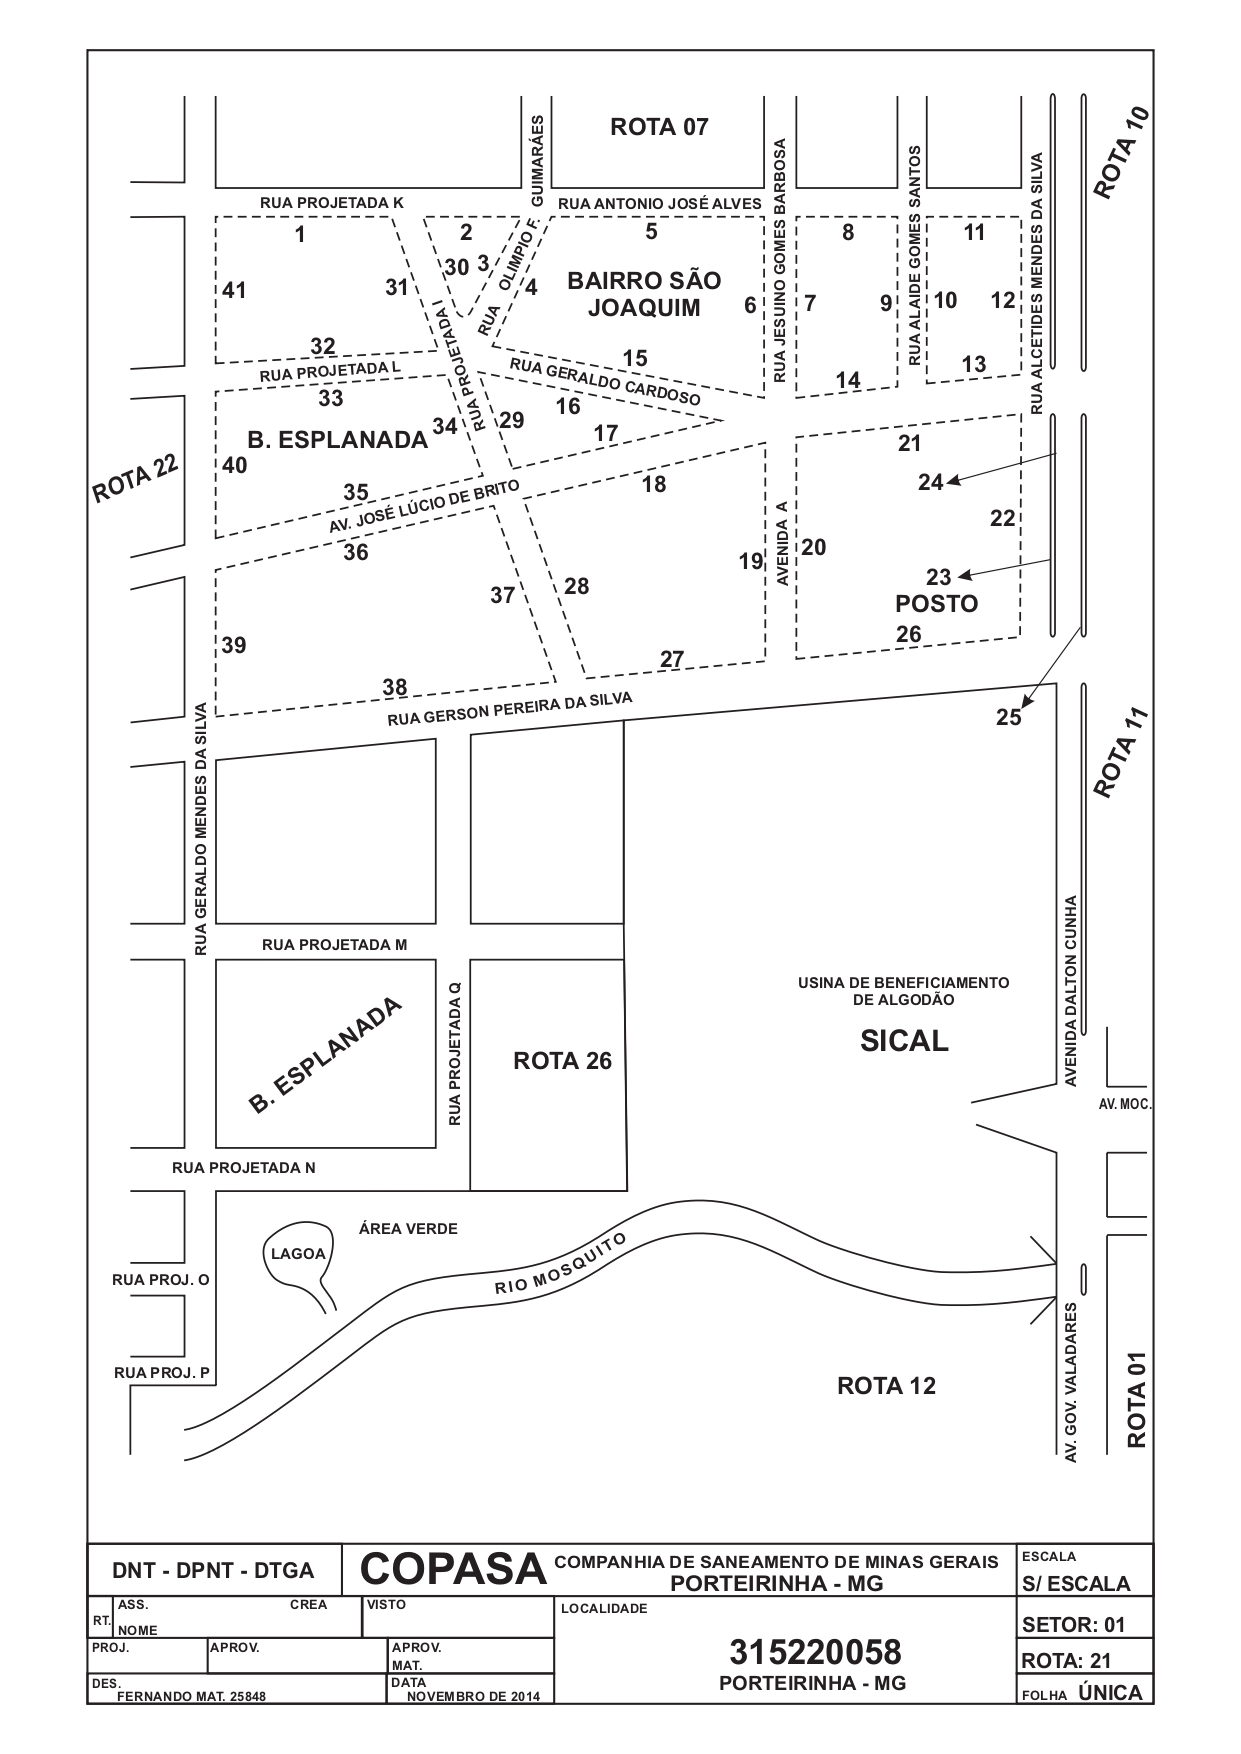 ROTA 07
ROTA 10
GUIMARÁES
RUA PROJETADA K
RUA ANTONIO JOSÉ ALVES
RUA JESUINO GOMES BARBOSA
RUA ALAIDE GOMES SANTOS
RUA ALCETIDES MENDES DA SILVA
1
2
5
8
11
30
3
RUA OLIMPIO F.
41
31
4
BAIRRO SÃO
JOAQUIM
6
7
9
10
12
32
RUA PROJETADA I
15
RUA PROJETADA L
RUA GERALDO CARDOSO
13
14
33
16
34
29
17
B. ESPLANADA
21
ROTA 22
40
35
AV. JOSÉ LÚCIO DE BRITO
18
24
22
36
AVENIDA A
19
20
37
28
23
POSTO
39
26
38
27
RUA GERSON PEREIRA DA SILVA
25
ROTA 11
RUA GERALDO MENDES DA SILVA
RUA PROJETADA M
AVENIDA DALTON CUNHA
USINA DE BENEFICIAMENTO
DE ALGODÃO
SICAL
B. ESPLANADA
RUA PROJETADA Q
ROTA 26
AV. MOC.
RUA PROJETADA N
ÁREA VERDE
LAGOA
RIO MOSQUITO
RUA PROJ. O
RUA PROJ. P
ROTA 12
AV. GOV. VALADARES
ROTA 01
DNT - DPNT - DTGA
COPASA
COMPANHIA DE SANEAMENTO DE MINAS GERAIS
PORTEIRINHA - MG
ESCALA
S/ ESCALA
RT.
ASS.
CREA
NOME
VISTO
LOCALIDADE
315220058
PORTEIRINHA - MG
SETOR: 01
PROJ.
APROV.
APROV.
MAT.
ROTA: 21
DES.
FERNANDO MAT. 25848
DATA
NOVEMBRO DE 2014
FOLHA ÚNICA